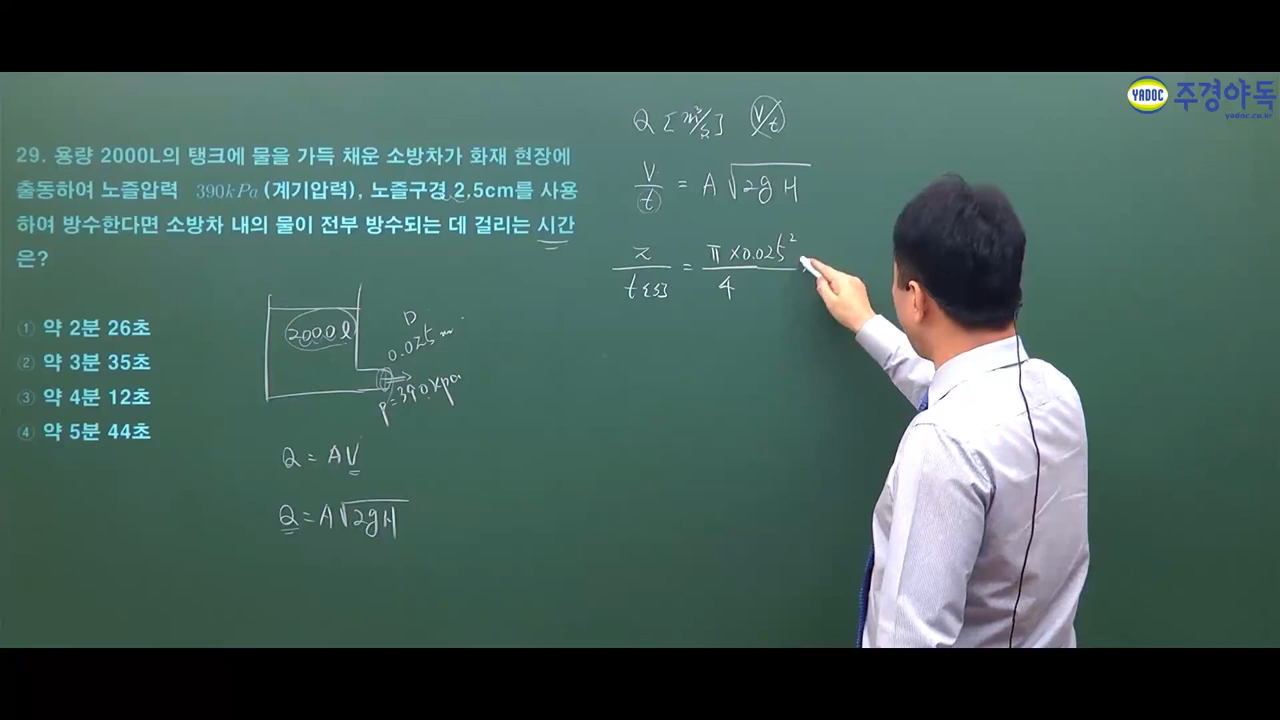 YADOC 주경야독
yadoc.co.kr
29. 용량 2000L의 탱크에 물을 가득 채운 소방차가 화재 현장에
출동하여 노즐압력 390kPa (계기압력), 노즐구경 2.5cm를 사용
하여 방수한다면 소방차 내의 물이 전부 방수되는 데 걸리는 시간
은?
① 약 2분 26초
② 약 3분 35초
③ 약 4분 12초
④ 약 5분 44초
2000ℓ
D
0.025 m
P=390kpa
Q = AV
Q = A√2gH
Q [m³/s] V/t
V/t = A√2gH
2/t[s] = π×0.025²/4 ×